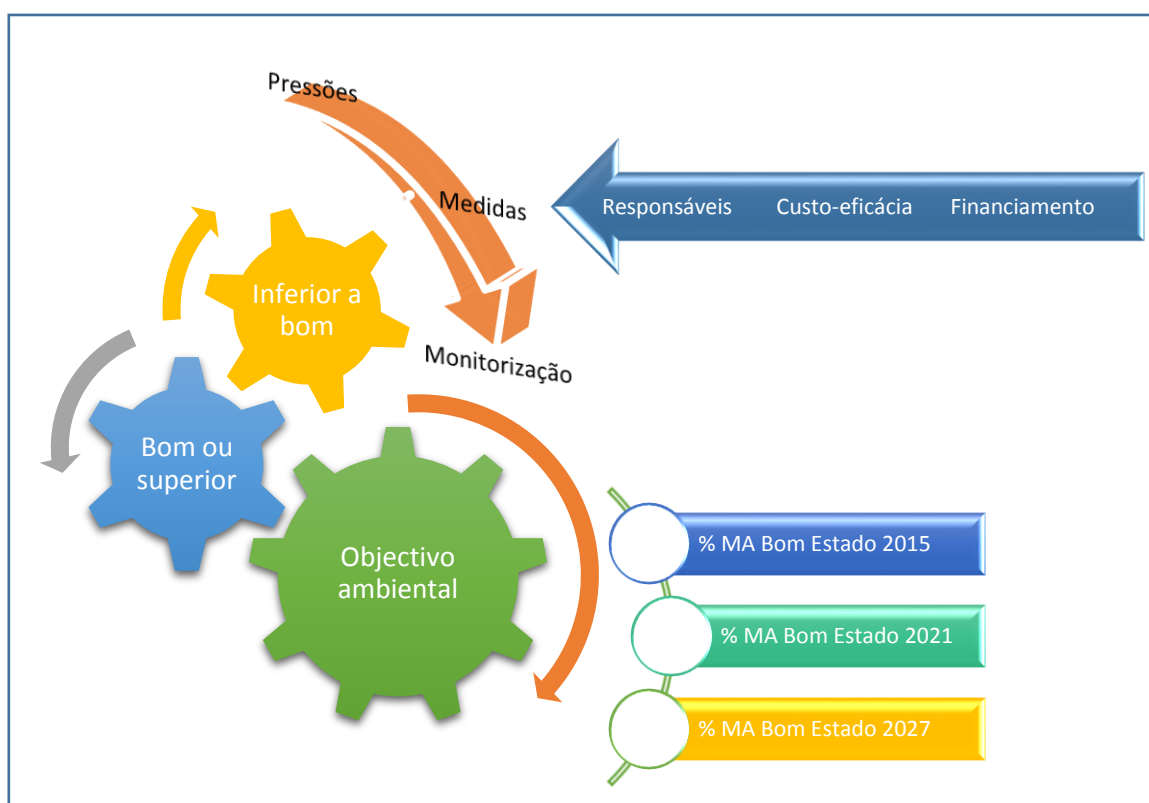 Pressões
Medidas
Responsáveis Custo-eficácia Financiamento
Inferior a
bom
Monitorização
Bom ou
superior
Objectivo
ambiental
% MA Bom Estado 2015
% MA Bom Estado 2021
% MA Bom Estado 2027